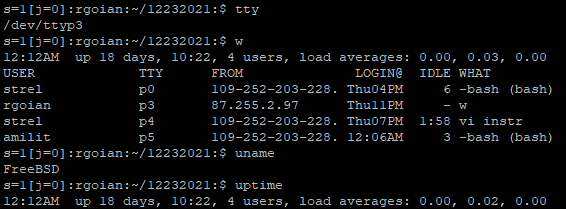 s=1[j=0]:rgoian:~/12232021:$ tty
/dev/ttyp3
s=1[j=0]:rgoian:~/12232021:$ w
12:12AM  up 18 days, 10:22, 4 users, load averages: 0.00, 0.03, 0.00
USER       TTY      FROM              LOGIN@  IDLE WHAT
strel      p0       109-252-203-228. Thu04PM     6 -bash (bash)
rgoian     p3       87.255.2.97      Thu11PM     - w
strel      p4       109-252-203-228. Thu07PM  1:58 vi instr
amilit     p5       109-252-203-228. 12:06AM     3 -bash (bash)
s=1[j=0]:rgoian:~/12232021:$ uname
FreeBSD
s=1[j=0]:rgoian:~/12232021:$ uptime
12:12AM  up 18 days, 10:22, 4 users, load averages: 0.00, 0.02, 0.00